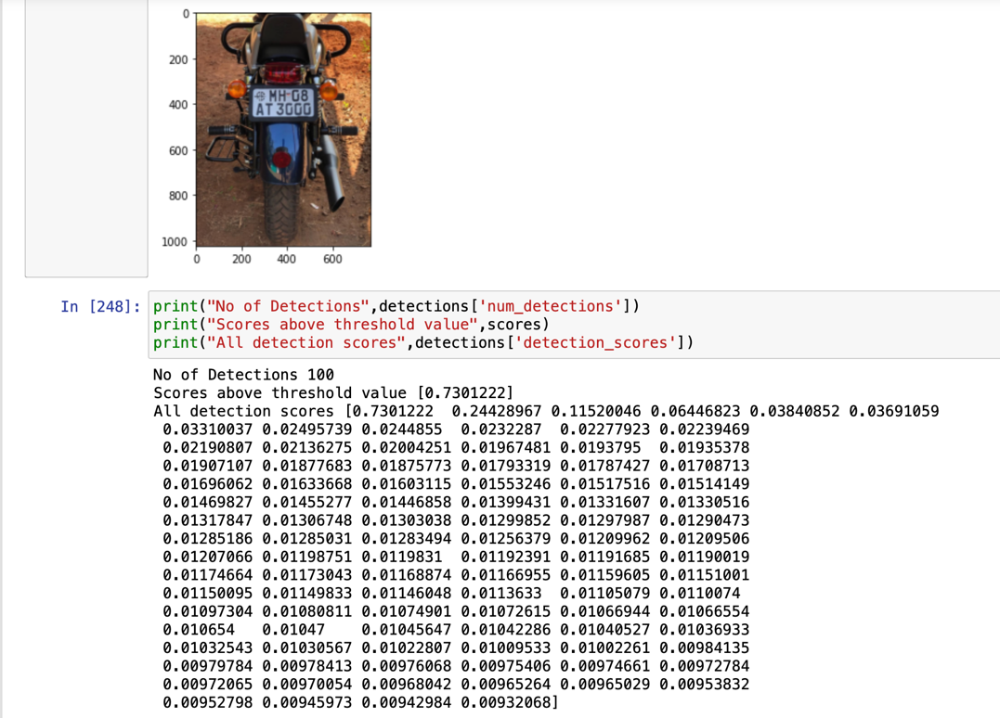 0
200
400
600
800
1000
MH08
AT3000
0 200 400 600
In [248]: print("No of Detections",detections['num_detections'])
print("Scores above threshold value",scores)
print("All detection scores",detections['detection_scores'])
No of Detections 100
Scores above threshold value [0.7301222]
All detection scores [0.7301222 0.24428967 0.11520046 0.06446823 0.03840852 0.03691059
0.03310037 0.02495739 0.0244855 0.0232287 0.02277923 0.02239469
0.02190807 0.02136275 0.02004251 0.01967481 0.0193795 0.01935378
0.01907107 0.01877683 0.01875773 0.01793319 0.01787427 0.01708713
0.01696062 0.01633668 0.01603115 0.01553246 0.01517516 0.01514149
0.01469827 0.01455277 0.01446858 0.01399431 0.01331607 0.01330516
0.01317847 0.01306748 0.01303038 0.01299852 0.01297987 0.01290473
0.01285186 0.01285031 0.01283494 0.01256379 0.01209962 0.01209506
0.01207066 0.01198751 0.0119831 0.01192391 0.01191685 0.01190019
0.01174664 0.01173043 0.01168874 0.01166955 0.01159605 0.01151001
0.01150095 0.01149833 0.01146048 0.0113633 0.01105079 0.0110074
0.01097304 0.01080811 0.01074901 0.01072615 0.01066944 0.01066554
0.010654 0.01047 0.01045647 0.01042286 0.01040527 0.01036933
0.01032543 0.01030567 0.01022807 0.01009533 0.01002261 0.00984135
0.00979784 0.00978413 0.00976068 0.00975406 0.00974661 0.00972784
0.00972065 0.00970054 0.00968042 0.00965264 0.00965029 0.00953832
0.00952798 0.00945973 0.00942984 0.00932068]